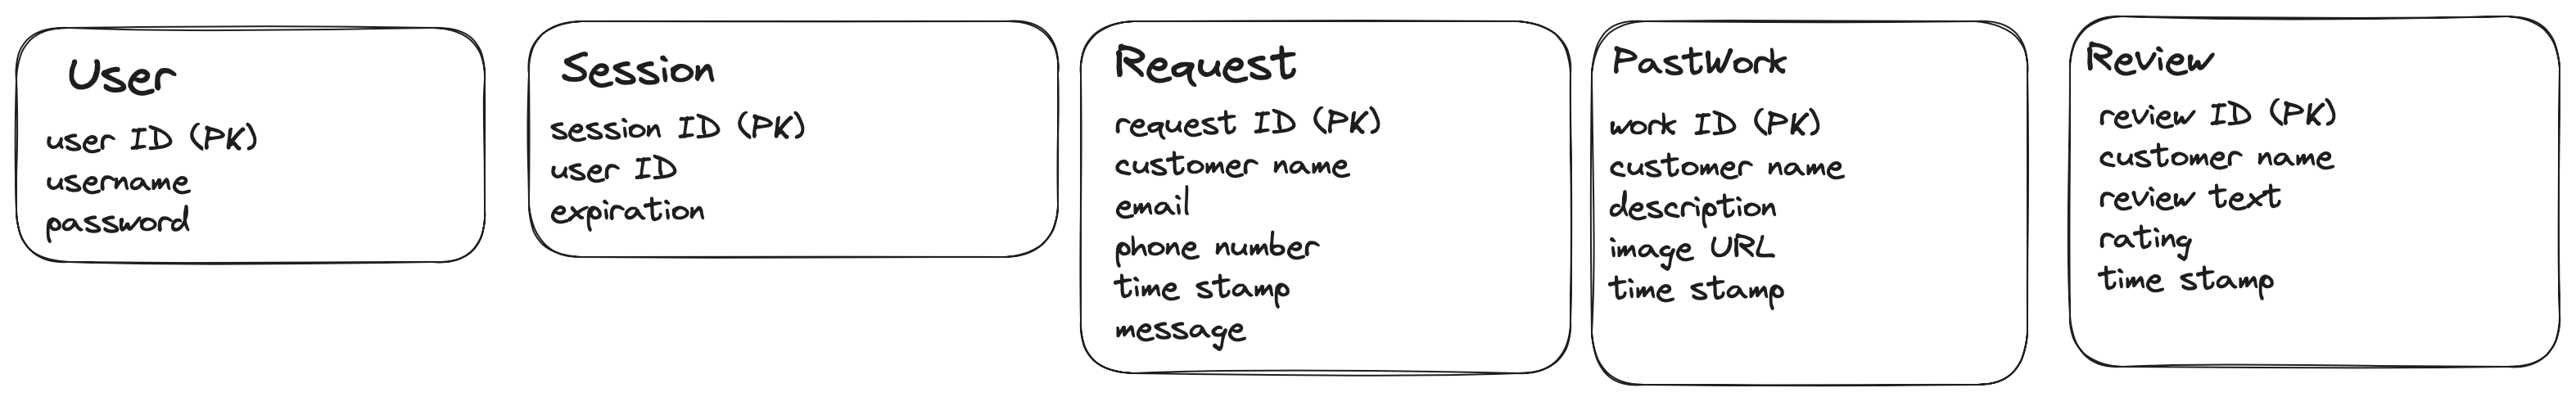 User
user ID (PK)
username
password
Session
session ID (PK)
user ID
expiration
Request
request ID (PK)
customer name
email
phone number
time stamp
message
PastWork
work ID (PK)
customer name
description
image URL
time stamp
Review
review ID (PK)
customer name
review text
rating
time stamp